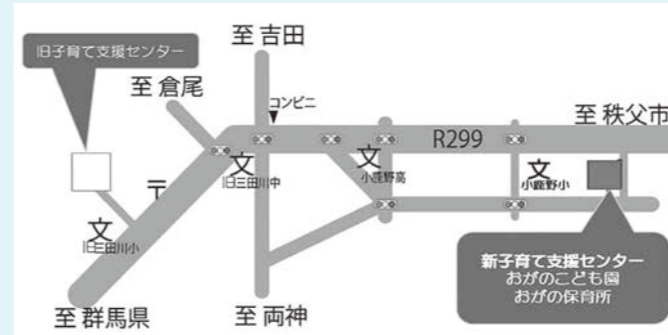 至 吉田
旧子育て支援センター
至 倉尾
コンビニ
至 秩父市
R299
文
旧三田川中
文
小鹿野高
文
小鹿野小
〒
文
旧三田川小
新子育て支援センター
おがのこども園
おがの保育所
至 群馬県
至 両神